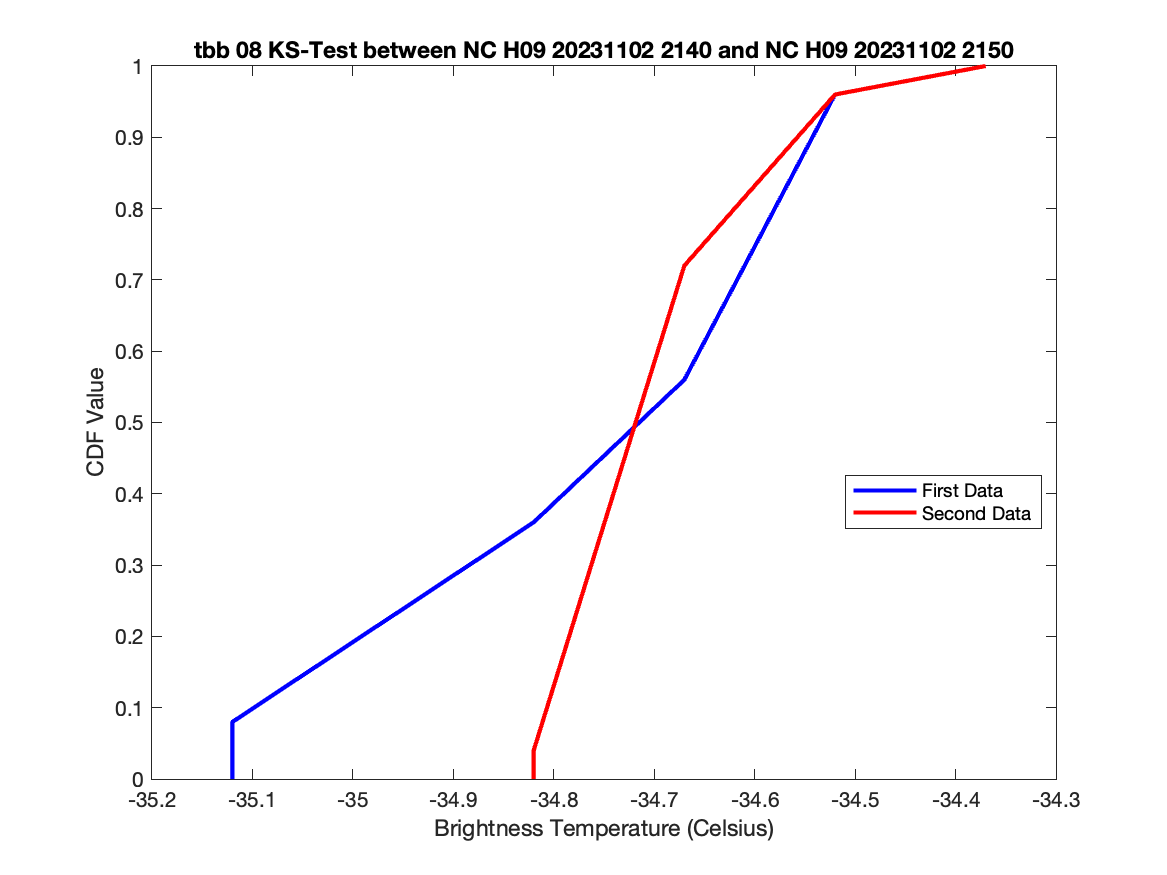 tbb 08 KS-Test between NC H09 20231102 2140 and NC H09 20231102 2150
1
0.9
0.8
0.7
0.6
0.5
0.4
0.3
0.2
0.1
0
CDF Value
First Data
Second Data
-35.2 -35.1 -35 -34.9 -34.8 -34.7 -34.6 -34.5 -34.4 -34.3
Brightness Temperature (Celsius)